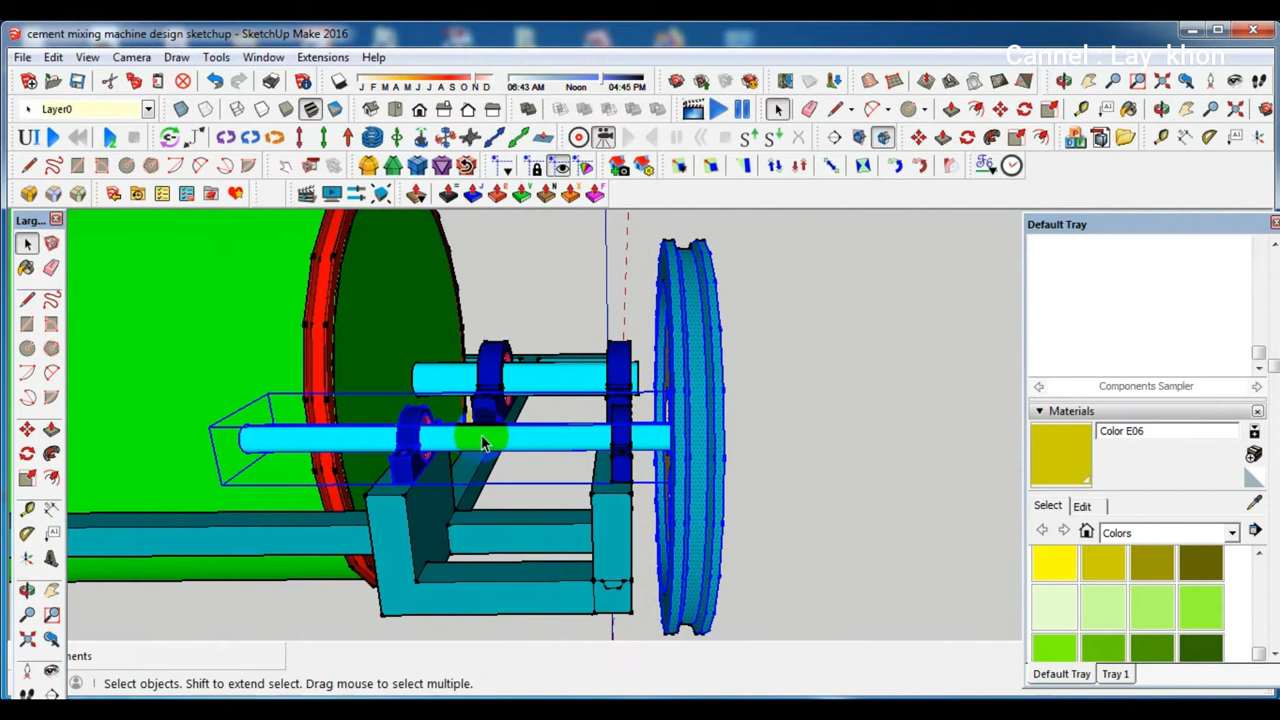 cement mixing machine design sketchup - SketchUp Make 2016
Cannel : Lay khon
File Edit View Camera Draw Tools Window Extensions Help
J F M A M J J A S O N D
06:43 AM Noon 04:45 PM
Layer0
UI
Larg...
Default Tray
Components Sampler
Materials
Color E06
Select Edit
Colors
nents
Select objects. Shift to extend select. Drag mouse to select multiple.
Default Tray Tray 1